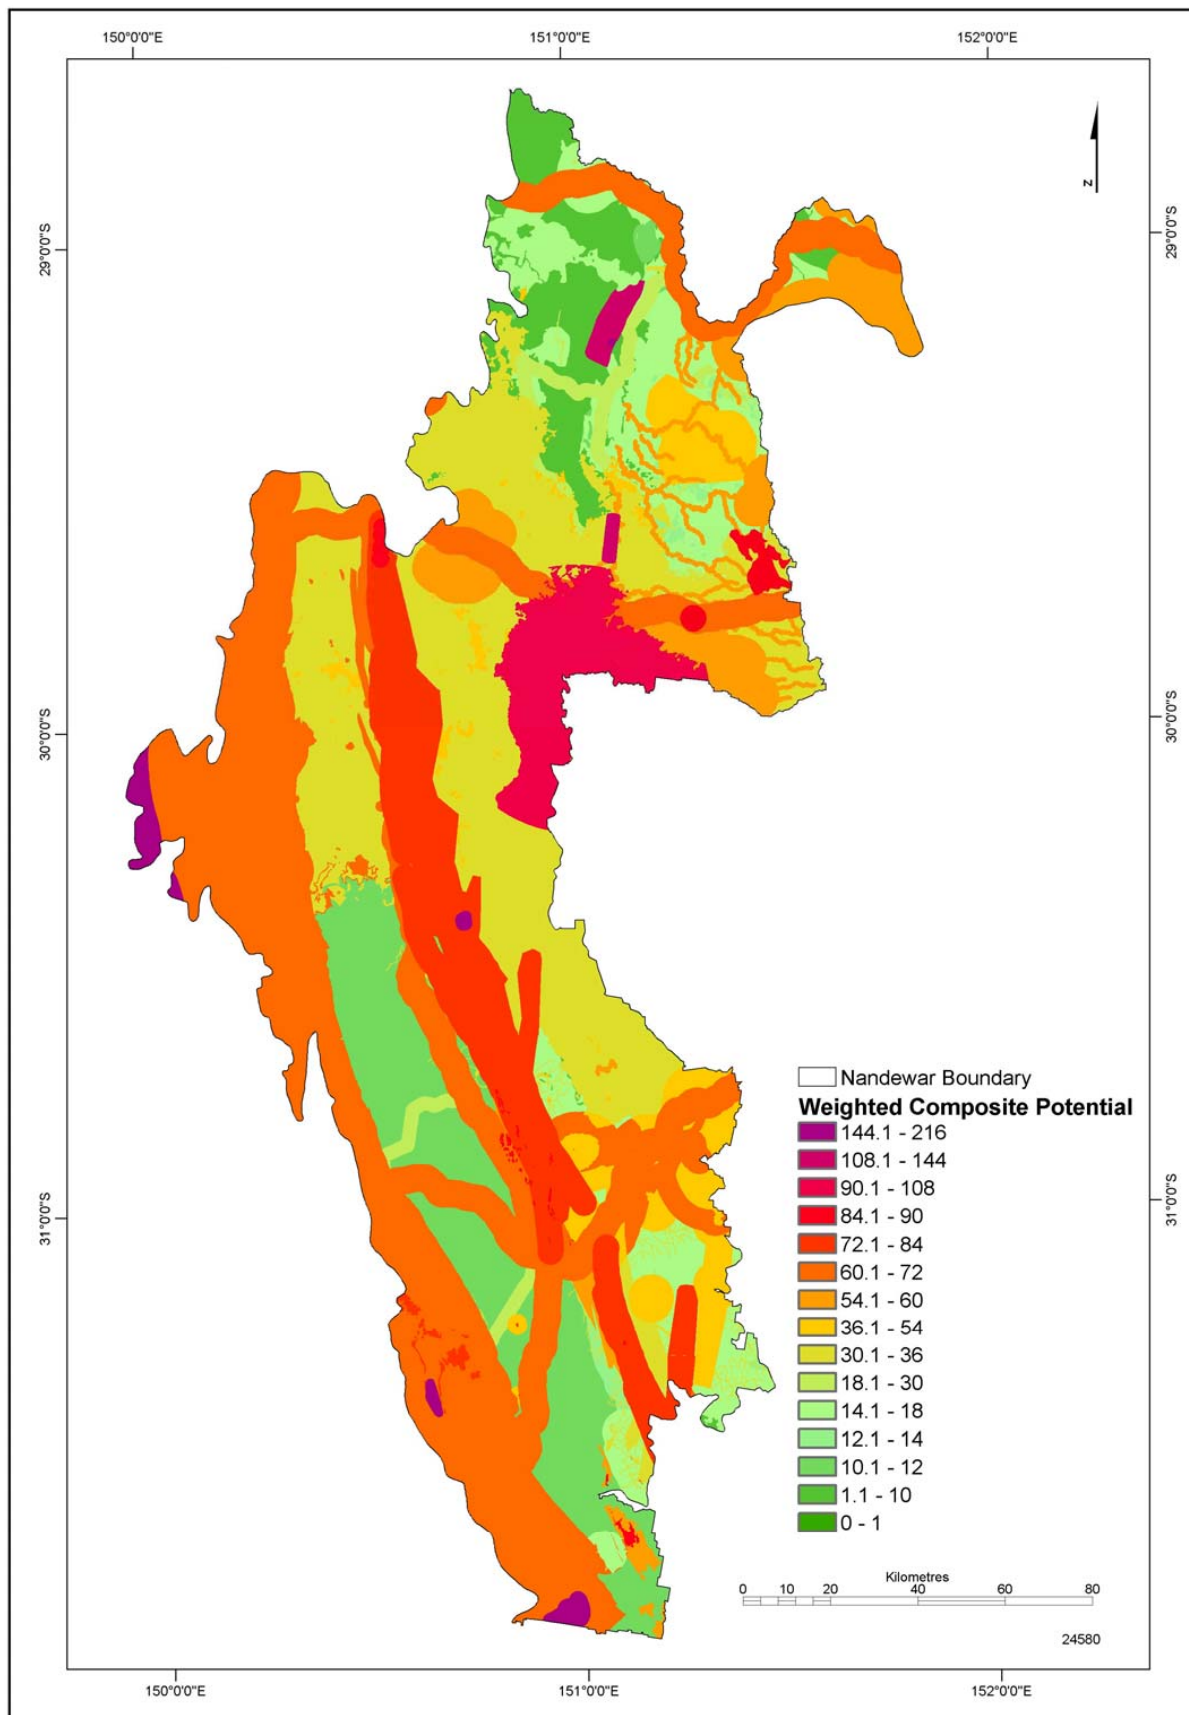 150°0'0"E 151°0'0"E 152°0'0"E
N
29°0'0"S 29°0'0"S
30°0'0"S 30°0'0"S
31°0'0"S 31°0'0"S
Nandewar Boundary
Weighted Composite Potential
144.1 - 216
108.1 - 144
90.1 - 108
84.1 - 90
72.1 - 84
60.1 - 72
54.1 - 60
36.1 - 54
30.1 - 36
18.1 - 30
14.1 - 18
12.1 - 14
10.1 - 12
1.1 - 10
0 - 1
Kilometres
0 10 20 40 60 80
24580
150°0'0"E 151°0'0"E 152°0'0"E